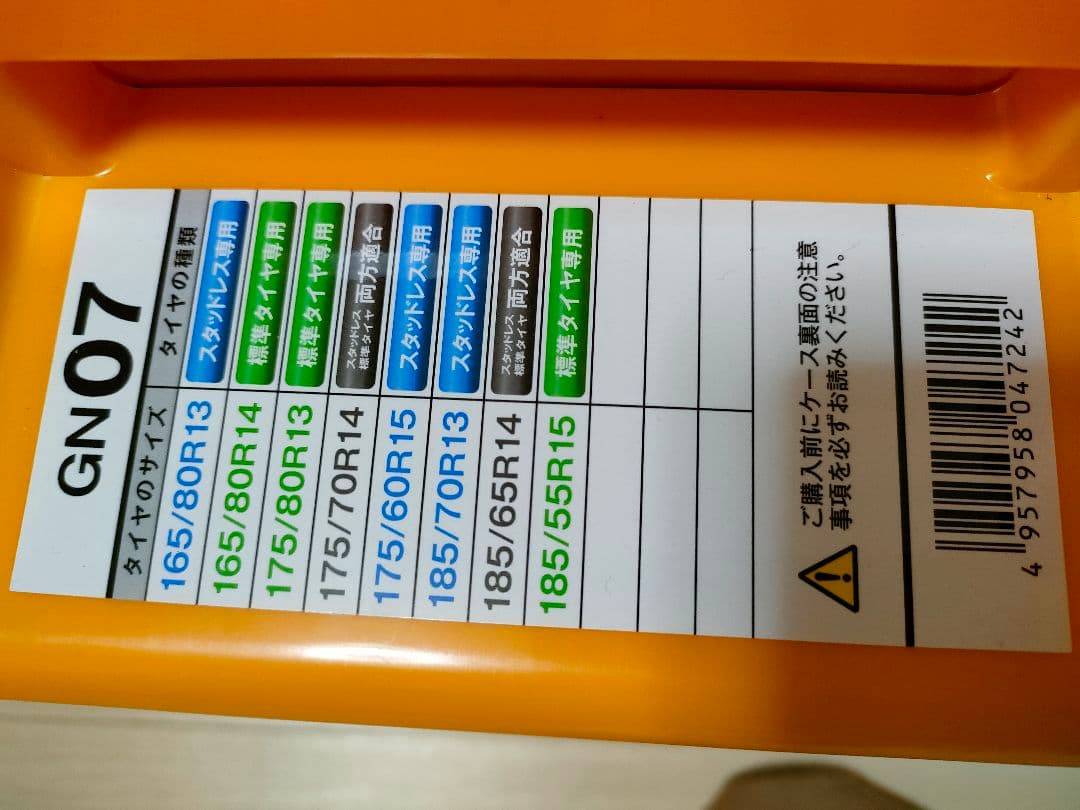 GN07
タイヤのサイズ タイヤの種類
165/80R13 スタッドレス専用
165/80R14 標準タイヤ専用
175/80R13 標準タイヤ専用
175/70R14 スタッドレス 標準タイヤ 両方適合
175/60R15 スタッドレス専用
185/70R13 スタッドレス専用
185/65R14 スタッドレス 標準タイヤ 両方適合
185/55R15 標準タイヤ専用
ご購入前にケース裏面の注意
事項を必ずお読みください。
4 957958 047242